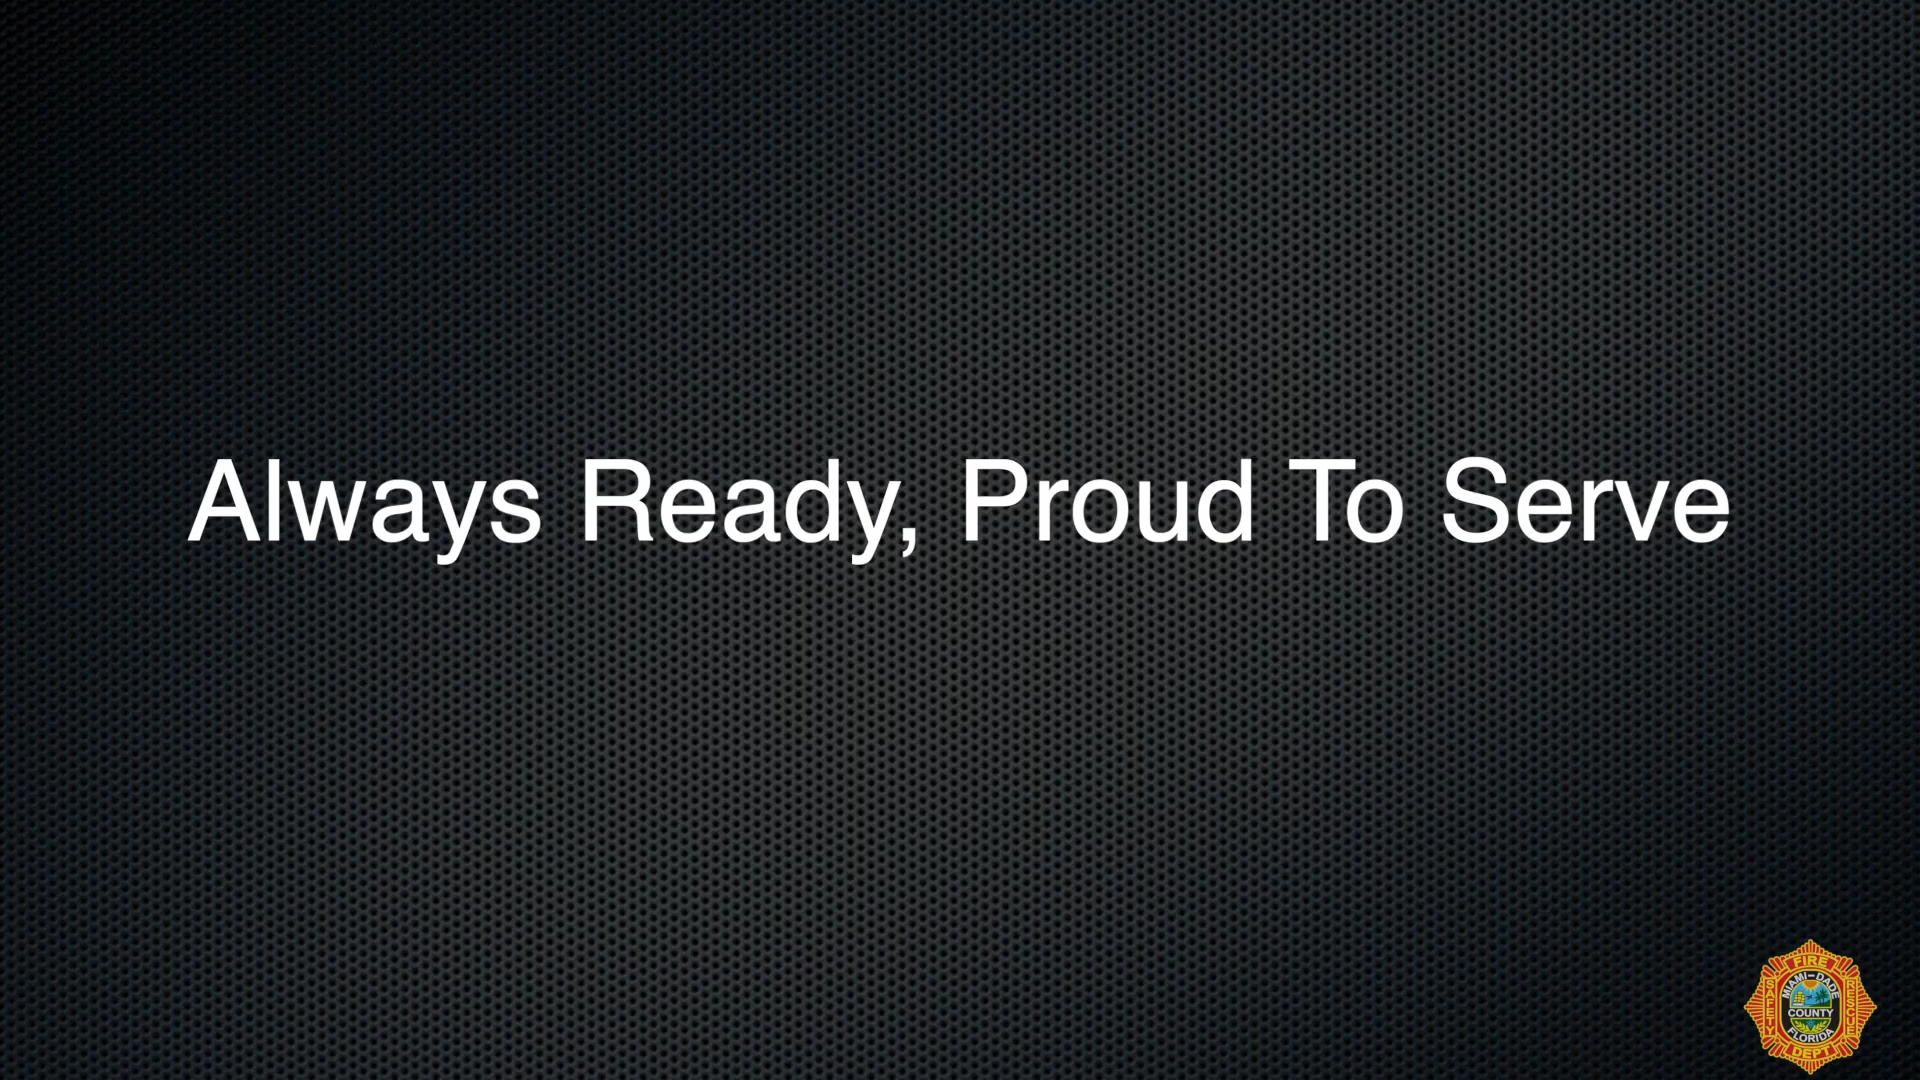 Always Ready, Proud To Serve
FIRE
SAFETY
RESCUE
MIAMI-DADE
COUNTY
FLORIDA
DEPT